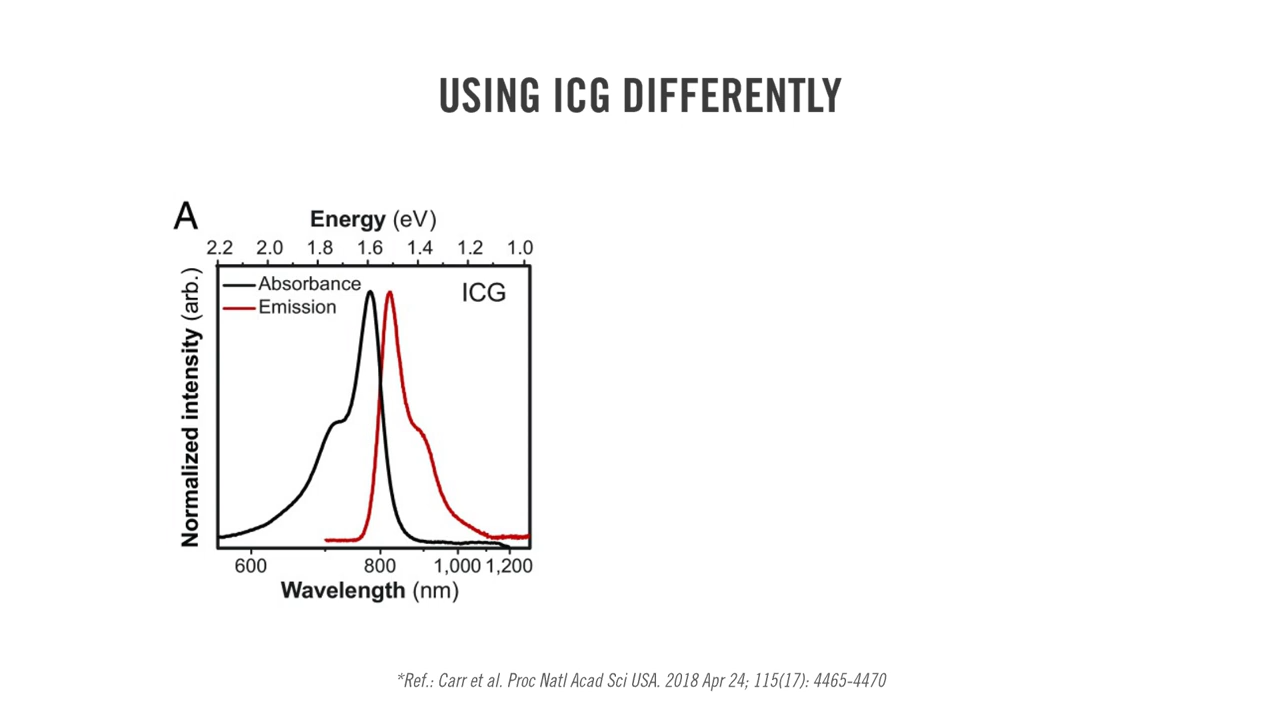 USING ICG DIFFERENTLY
A
Energy (eV)
2.2 2.0 1.8 1.6 1.4 1.2 1.0
Absorbance
Emission
ICG
Normalized intensity (arb.)
600 800 1,000 1,200
Wavelength (nm)
*Ref.: Carr et al. Proc Natl Acad Sci USA. 2018 Apr 24; 115(17): 4465-4470